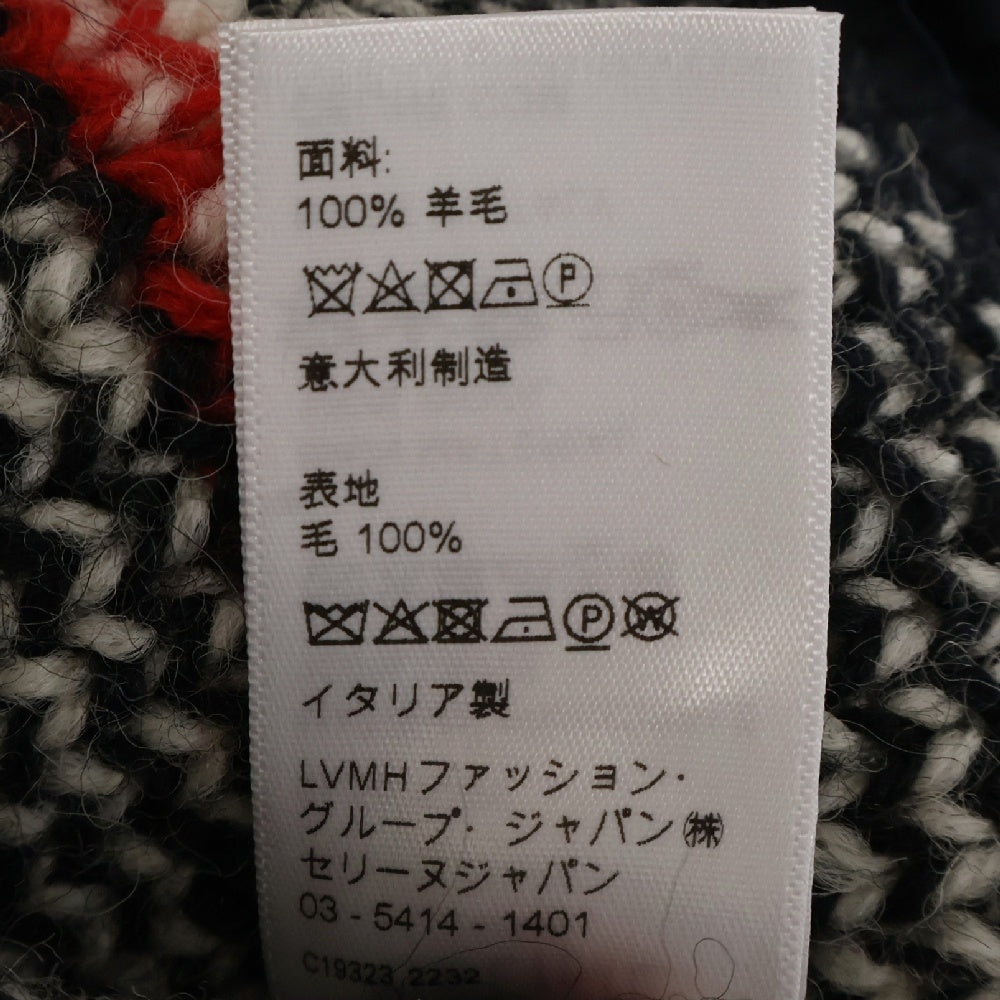 面料:
100% 羊毛
P
意大利制造
表地
毛 100%
P W
イタリア製
LVMHファッション·
グループ· ジャパン㈱
セリーヌジャパン
03 - 5414 - 1401
C19323 2232